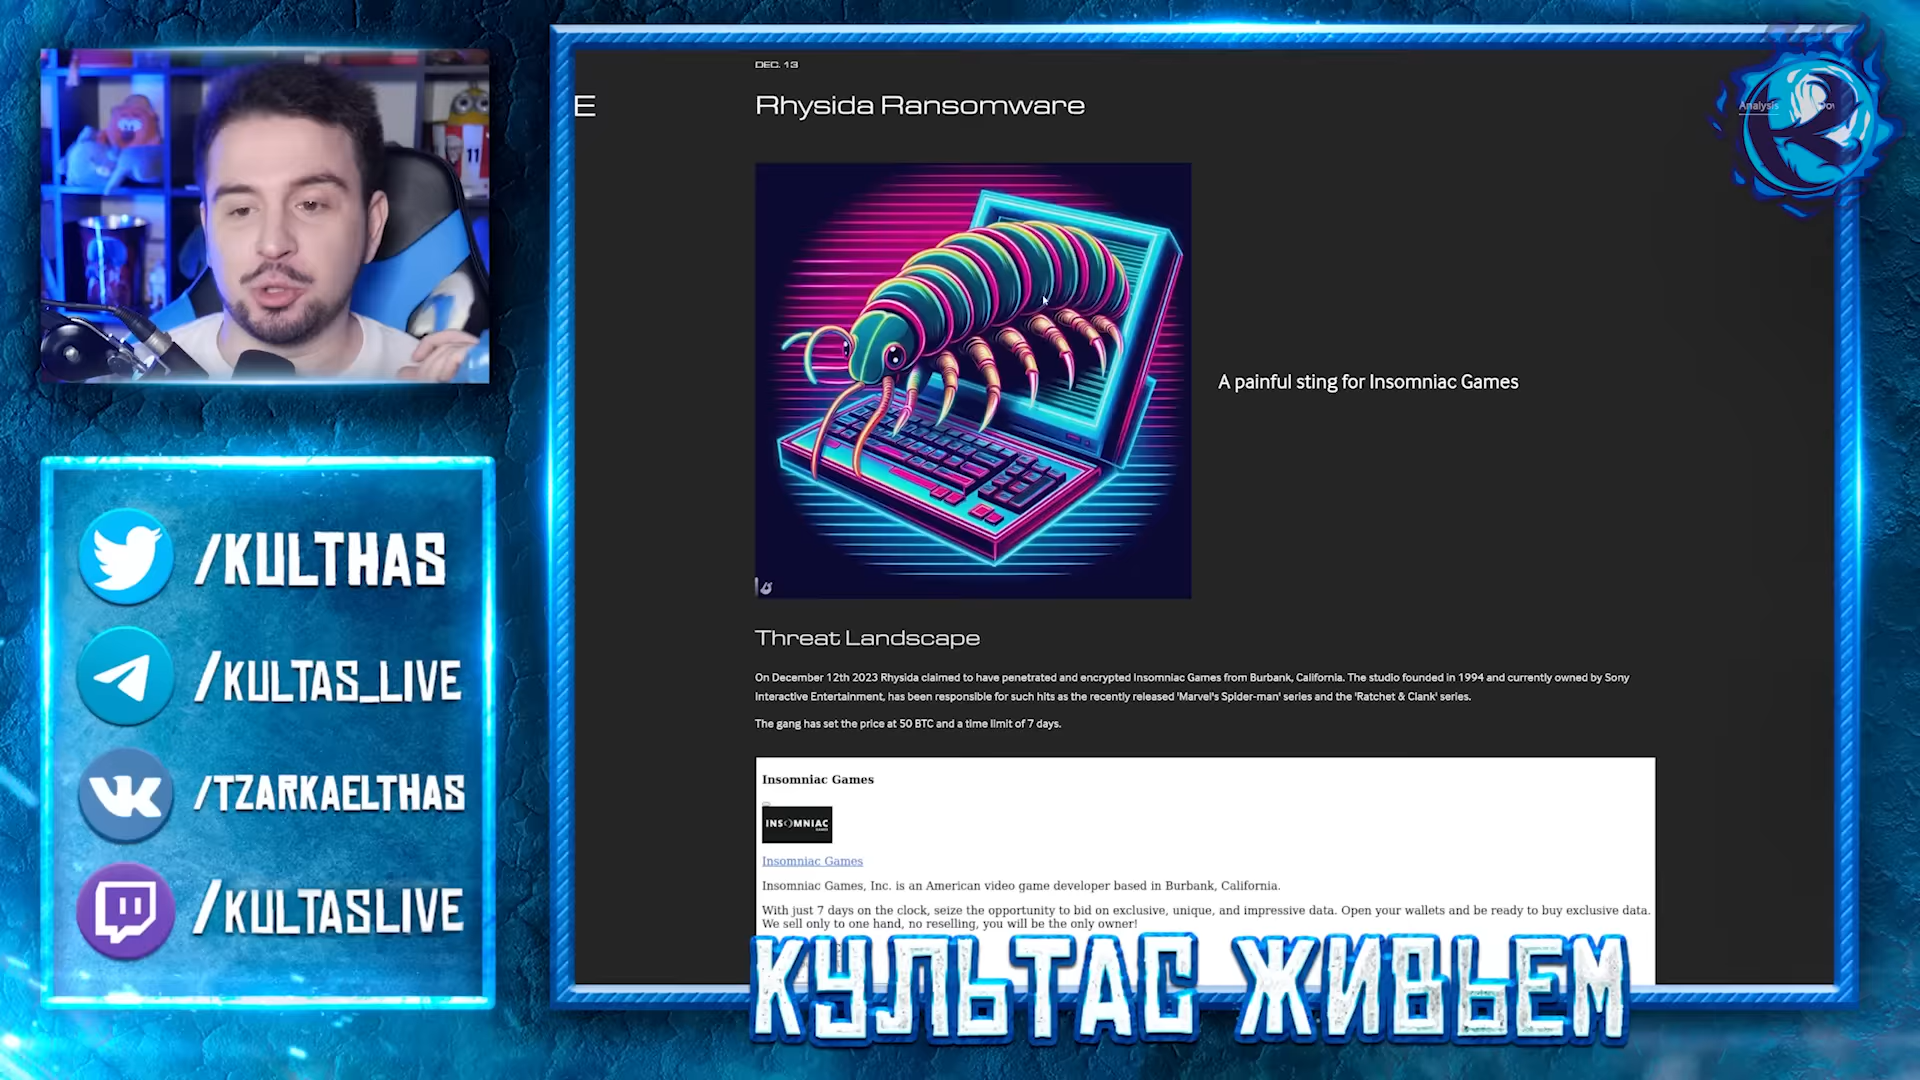 DEC. 13
E
Rhysida Ransomware
Analysis
11
A painful sting for Insomniac Games
/KULTHAS
/KULTAS_LIVE
/TZARKAELTHAS
/KULTASLIVE
Threat Landscape
On December 12th 2023 Rhysida claimed to have penetrated and encrypted Insomniac Games from Burbank, California. The studio founded in 1994 and currently owned by Sony
Interactive Entertainment, has been responsible for such hits as the recently released 'Marvel's Spider-man' series and the 'Ratchet & Clank' series.
The gang has set the price at 50 BTC and a time limit of 7 days.
Insomniac Games
INSOMNIAC
GAMES
Insomniac Games
Insomniac Games, Inc. is an American video game developer based in Burbank, California.
With just 7 days on the clock, seize the opportunity to bid on exclusive, unique, and impressive data. Open your wallets and be ready to buy exclusive data.
We sell only to one hand, no reselling, you will be the only owner!
КУЛЬТАС ЖИВЬЕМ